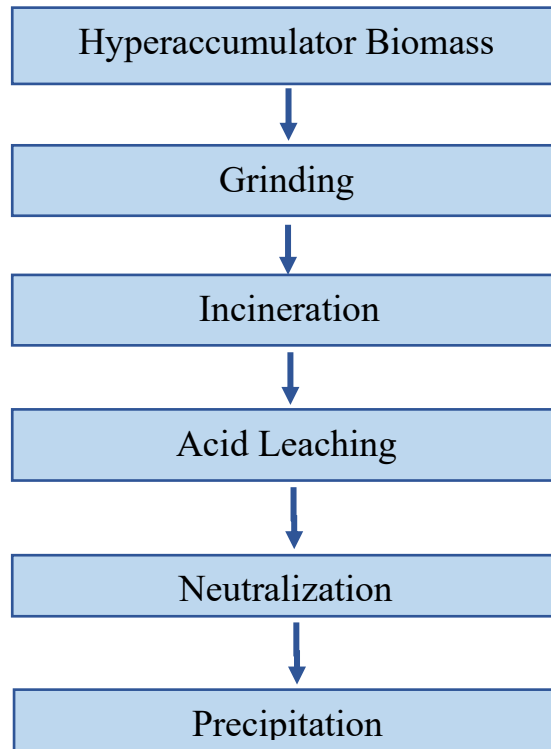 Hyperaccumulator Biomass
Grinding
Incineration
Acid Leaching
Neutralization
Precipitation